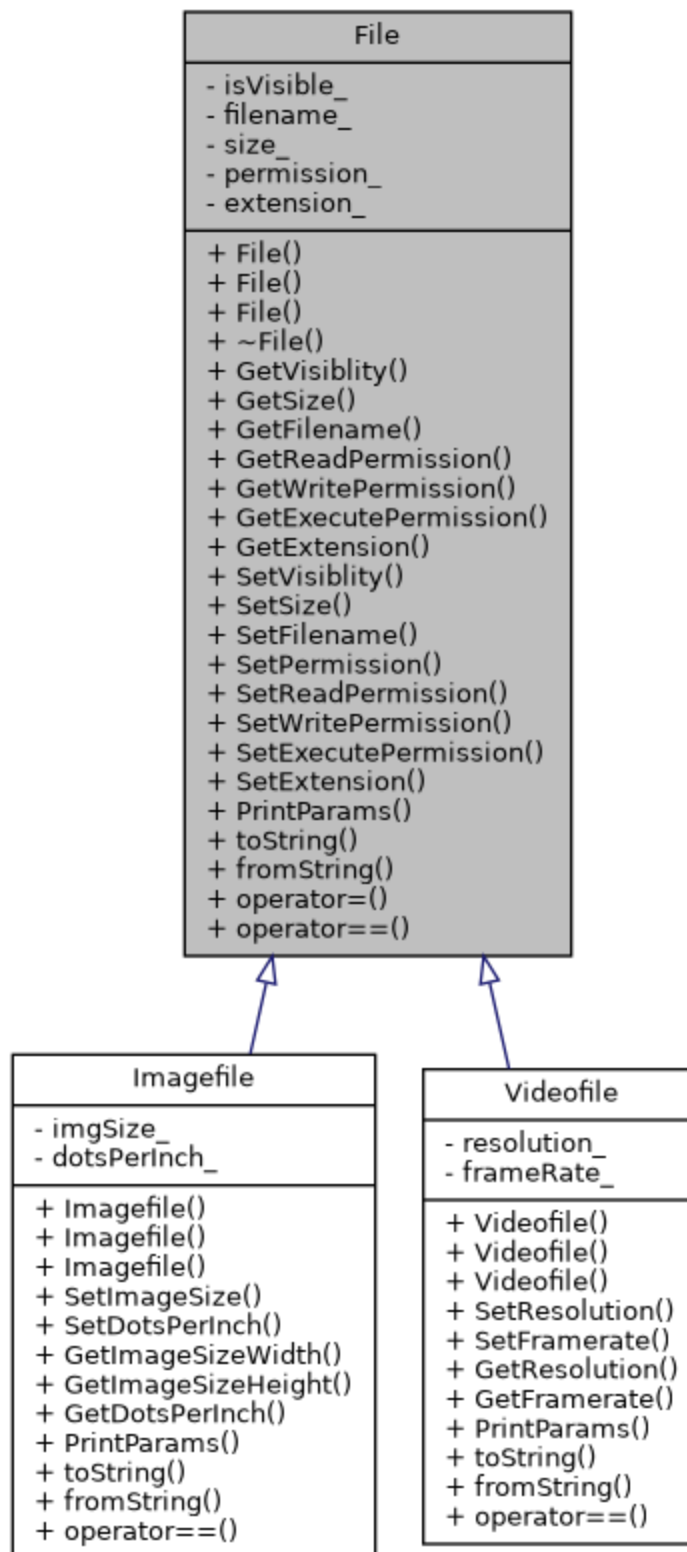 File
- isVisible_
- filename_
- size_
- permission_
- extension_
+ File()
+ File()
+ File()
+ ~File()
+ GetVisiblity()
+ GetSize()
+ GetFilename()
+ GetReadPermission()
+ GetWritePermission()
+ GetExecutePermission()
+ GetExtension()
+ SetVisiblity()
+ SetSize()
+ SetFilename()
+ SetPermission()
+ SetReadPermission()
+ SetWritePermission()
+ SetExecutePermission()
+ SetExtension()
+ PrintParams()
+ toString()
+ fromString()
+ operator=()
+ operator==()
Imagefile
- imgSize_
- dotsPerInch_
+ Imagefile()
+ Imagefile()
+ Imagefile()
+ SetImageSize()
+ SetDotsPerInch()
+ GetImageSizeWidth()
+ GetImageSizeHeight()
+ GetDotsPerInch()
+ PrintParams()
+ toString()
+ fromString()
+ operator==()
Videofile
- resolution_
- frameRate_
+ Videofile()
+ Videofile()
+ Videofile()
+ SetResolution()
+ SetFramerate()
+ GetResolution()
+ GetFramerate()
+ PrintParams()
+ toString()
+ fromString()
+ operator==()